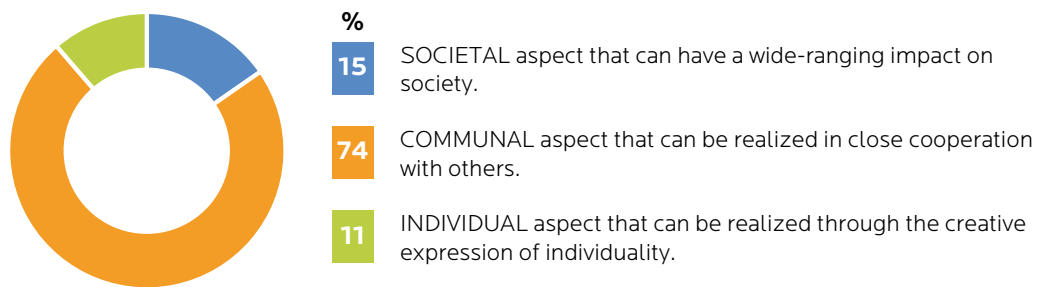 %
15
SOCIETAL aspect that can have a wide-ranging impact on
society.
74
COMMUNAL aspect that can be realized in close cooperation
with others.
11
INDIVIDUAL aspect that can be realized through the creative
expression of individuality.